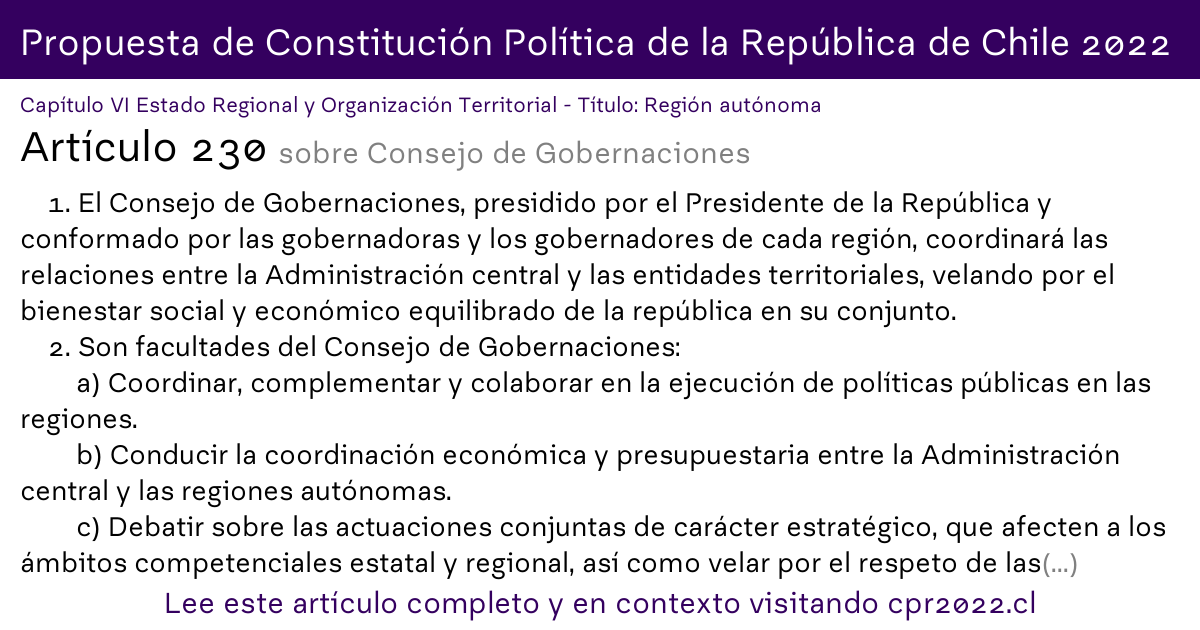 Propuesta de Constitución Política de la República de Chile 2022
Capítulo VI Estado Regional y Organización Territorial - Título: Región autónoma
Artículo 230 sobre Consejo de Gobernaciones
1. El Consejo de Gobernaciones, presidido por el Presidente de la República y
conformado por las gobernadoras y los gobernadores de cada región, coordinará las
relaciones entre la Administración central y las entidades territoriales, velando por el
bienestar social y económico equilibrado de la república en su conjunto.
2. Son facultades del Consejo de Gobernaciones:
a) Coordinar, complementar y colaborar en la ejecución de políticas públicas en las
regiones.
b) Conducir la coordinación económica y presupuestaria entre la Administración
central y las regiones autónomas.
c) Debatir sobre las actuaciones conjuntas de carácter estratégico, que afecten a los
ámbitos competenciales estatal y regional, así como velar por el respeto de las(...)
Lee este artículo completo y en contexto visitando cpr2022.cl